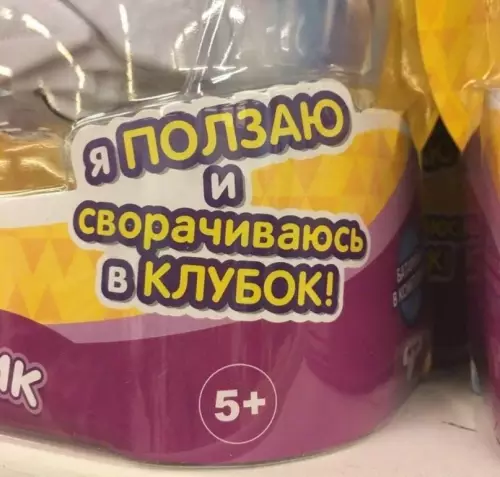 я ПОЛЗАЮ
и
сворачиваюсь
в КЛУБОК!
5+